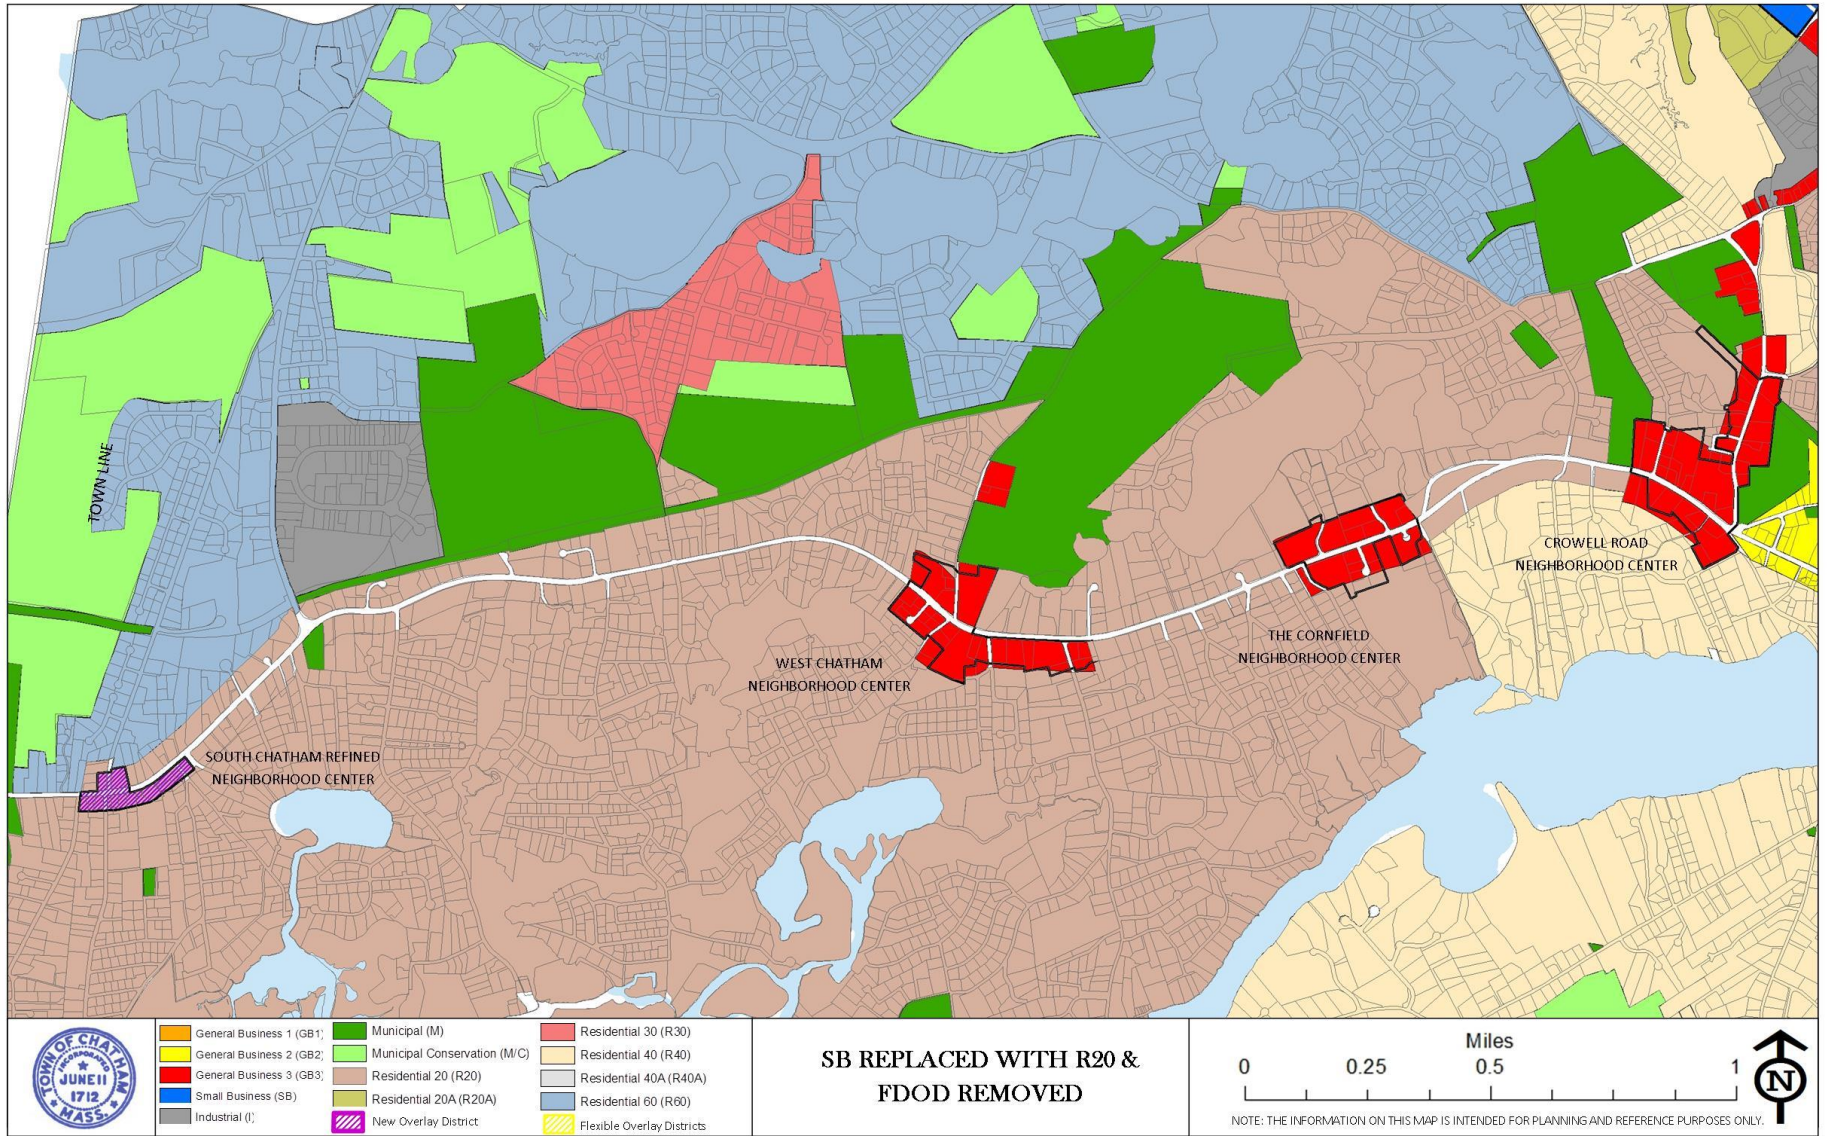 TOWN LINE
CROWELL ROAD
NEIGHBORHOOD CENTER
THE CORNFIELD
NEIGHBORHOOD CENTER
WEST CHATHAM
NEIGHBORHOOD CENTER
SOUTH CHATHAM REFINED
NEIGHBORHOOD CENTER
TOWN OF CHATHAM
INCORPORATED
JUNE 11
1712
MASS.
General Business 1 (GB1)
General Business 2 (GB2)
General Business 3 (GB3)
Small Business (SB)
Industrial (I)
Municipal (M)
Municipal Conservation (M/C)
Residential 20 (R20)
Residential 20A (R20A)
New Overlay District
Residential 30 (R30)
Residential 40 (R40)
Residential 40A (R40A)
Residential 60 (R60)
Flexible Overlay Districts
SB REPLACED WITH R20 &
FDOD REMOVED
Miles
0 0.25 0.5 1
N
NOTE: THE INFORMATION ON THIS MAP IS INTENDED FOR PLANNING AND REFERENCE PURPOSES ONLY.